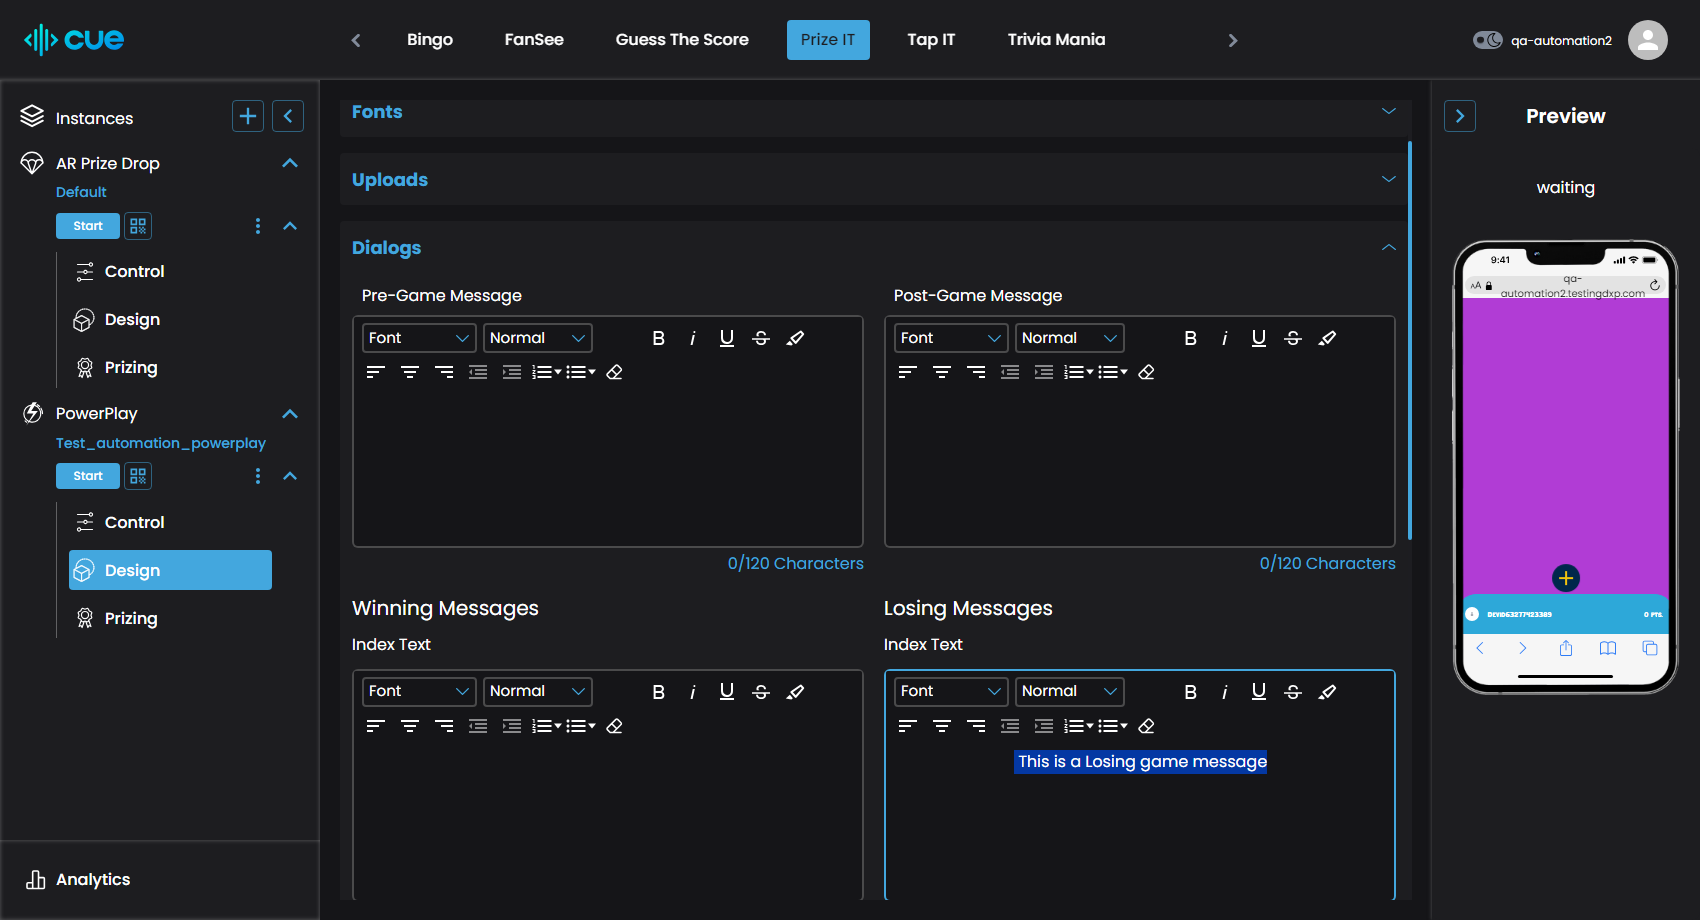 cue
Bingo
FanSee
Guess The Score
Prize IT
Tap IT
Trivia Mania
qa-automation2
Instances
AR Prize Drop
Default
Start
Control
Design
Prizing
PowerPlay
Test_automation_powerplay
Start
Control
Design
Prizing
Analytics
Fonts
Uploads
Dialogs
Pre-Game Message
Font
Normal
B i U S
0/120 Characters
Post-Game Message
Font
Normal
B i U S
0/120 Characters
Winning Messages
Index Text
Font
Normal
B i U S
Losing Messages
Index Text
Font
Normal
B i U S
This is a Losing game message
Preview
waiting
9:41
AA
qa-
automation2.testingdxp.com
0 PTS.